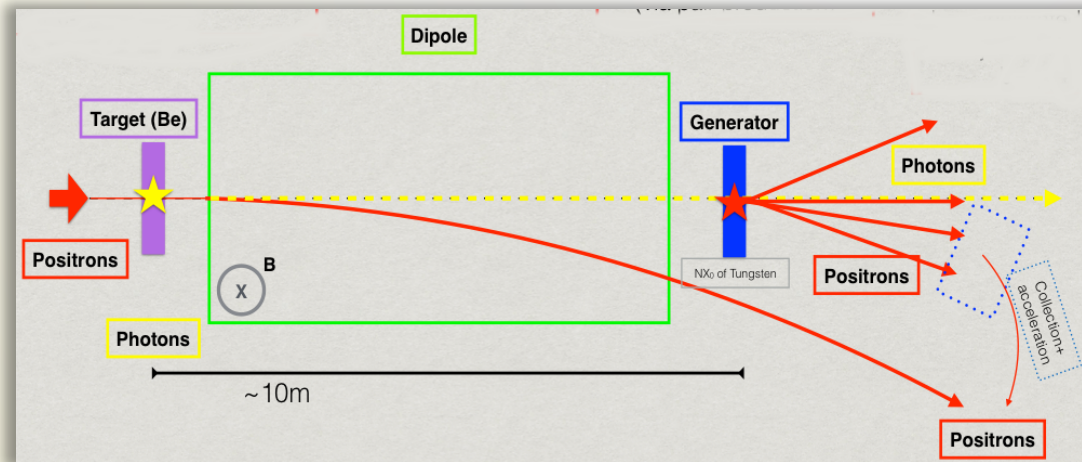 Dipole
Target (Be)
Generator
Photons
Positrons
B
X
NX₀ of Tungsten
Positrons
Photons
Collection+
acceleration
~10m
Positrons